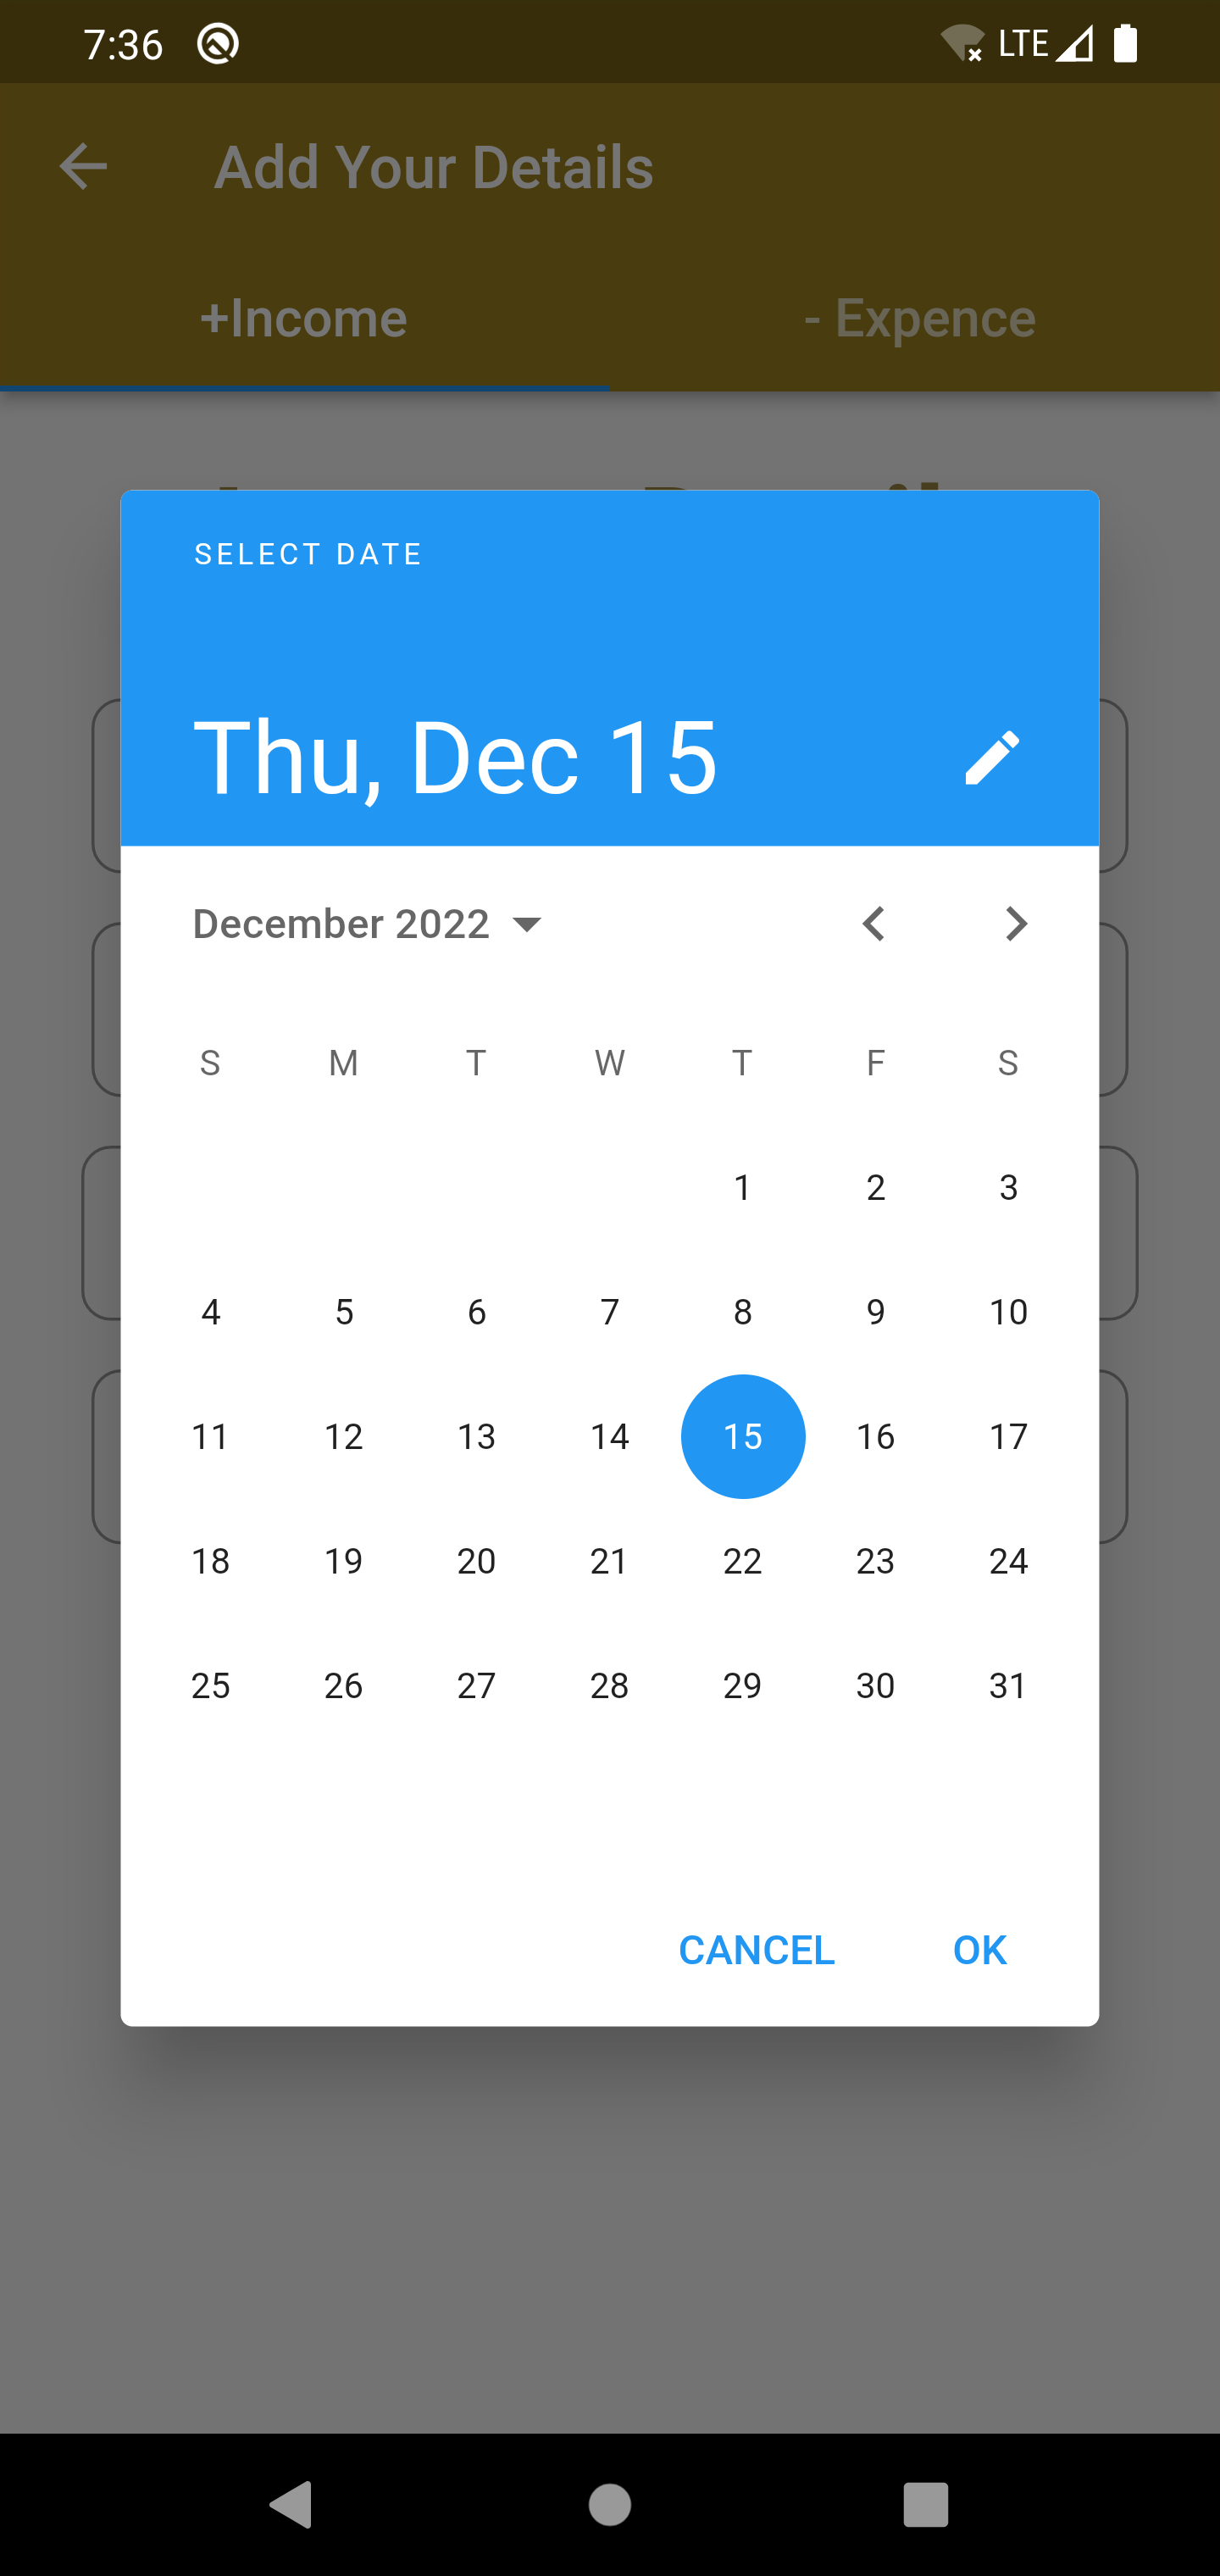 7:36 LTE
Add Your Details
+Income - Expence
SELECT DATE
Thu, Dec 15
December 2022
S M T W T F S
1 2 3
4 5 6 7 8 9 10
11 12 13 14 15 16 17
18 19 20 21 22 23 24
25 26 27 28 29 30 31
CANCEL OK